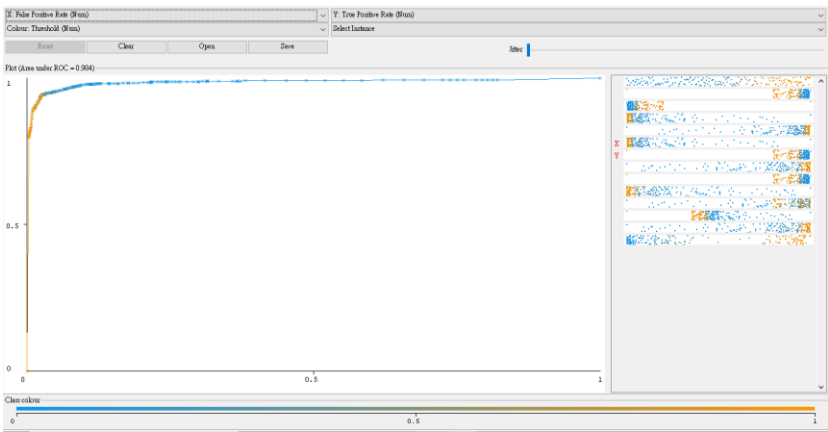 X: False Positive Rate (Num)
Y: True Positive Rate (Num)
Colour: Threshold (Num)
Select Instance
Reset
Clear
Open
Save
Jitter
Plot (Area under ROC = 0.984)
1
0.5
0
0
0.5
1
X
Y
Class colour
0
0.5
1